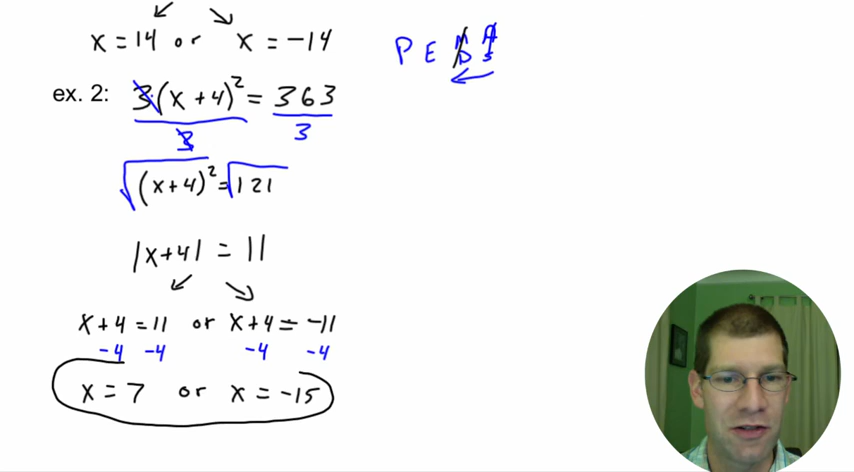 x = 14 or x = -14
P E M A
D S
ex. 2: 3(x + 4)² = 363
3 3
√(x+4)² = √121
|x+4| = 11
x + 4 = 11 or x + 4 = -11
-4 -4 -4 -4
x = 7 or x = -15